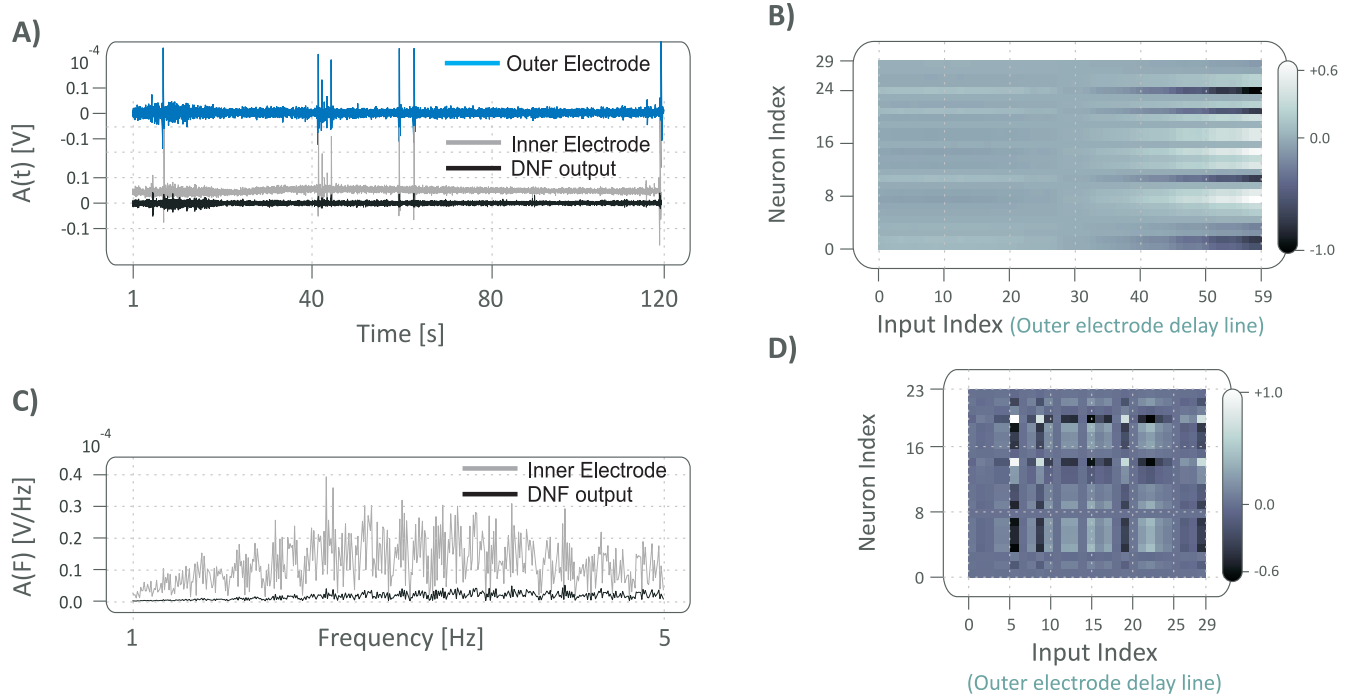 A)
10-4
0.1
0
-0.1
0.1
0
-0.1
A(t) [V]
Outer Electrode
Inner Electrode
DNF output
1
40
80
120
Time [s]
B)
29
24
16
8
0
Neuron Index
+0.6
0.0
-1.0
0
10
20
30
40
50
59
Input Index (Outer electrode delay line)
C)
10-4
0.4
0.3
0.2
0.1
0.0
A(F) [V/Hz]
Inner Electrode
DNF output
1
Frequency [Hz]
5
D)
23
16
8
0
Neuron Index
+1.0
0.0
-0.6
0
5
10
15
20
25
29
Input Index
(Outer electrode delay line)